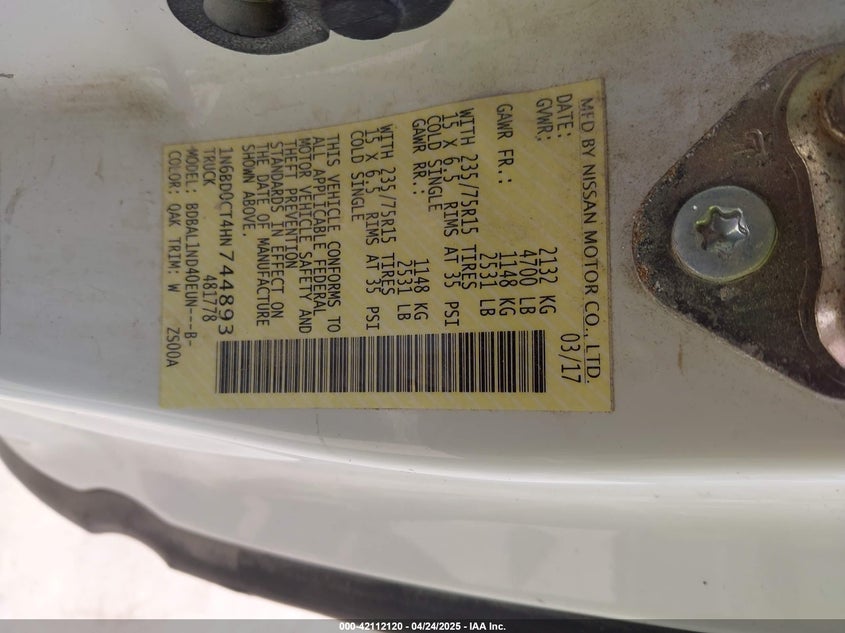 MFD BY NISSAN MOTOR CO., LTD.
DATE: 03/17
GVWR: 2132 KG
4700 LB
GAWR FR.: 1148 KG
2531 LB
WITH 235/75R15 TIRES
15 X 6.5 RIMS AT 35 PSI
COLD SINGLE
GAWR RR.: 1148 KG
2531 LB
WITH 235/75R15 TIRES
15 X 6.5 RIMS AT 35 PSI
COLD SINGLE
THIS VEHICLE CONFORMS TO
ALL APPLICABLE FEDERAL
MOTOR VEHICLE SAFETY AND
THEFT PREVENTION
STANDARDS IN EFFECT ON
THE DATE OF MANUFACTURE
SHOWN ABOVE.
1N6BD0CT4HN744893
TRUCK 481778
MODEL: BDBAL1ND40EUN---B-
COLOR: QAK TRIM: W ZS00A
000-42112120 - 04/24/2025 - IAA Inc.